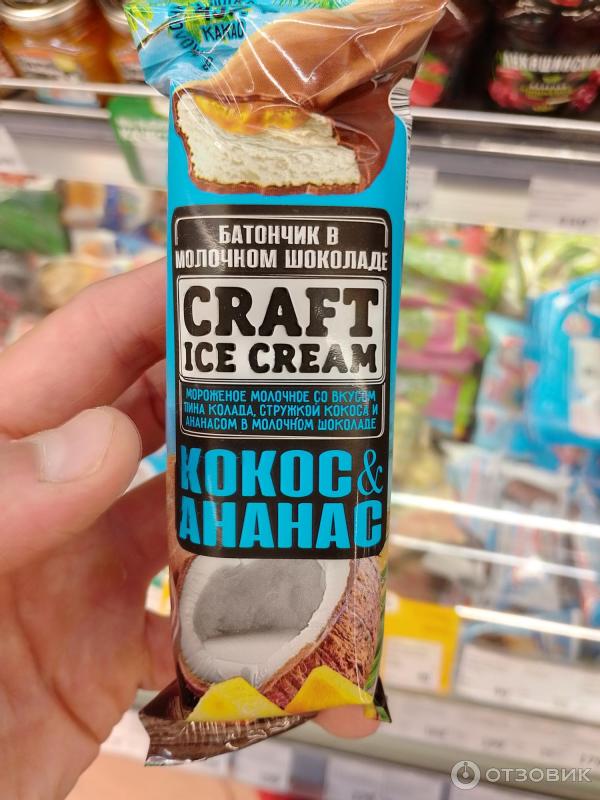 КАКАО
БАТОНЧИК В
МОЛОЧНОМ ШОКОЛАДЕ
CRAFT
ICE CREAM
МОРОЖЕНОЕ МОЛОЧНОЕ СО ВКУСОМ
ПИНА КОЛАДА, СТРУЖКОЙ КОКОСА И
АНАНАСОМ В МОЛОЧНОМ ШОКОЛАДЕ
КОКОС &
АНАНАС
ОТЗОВИК